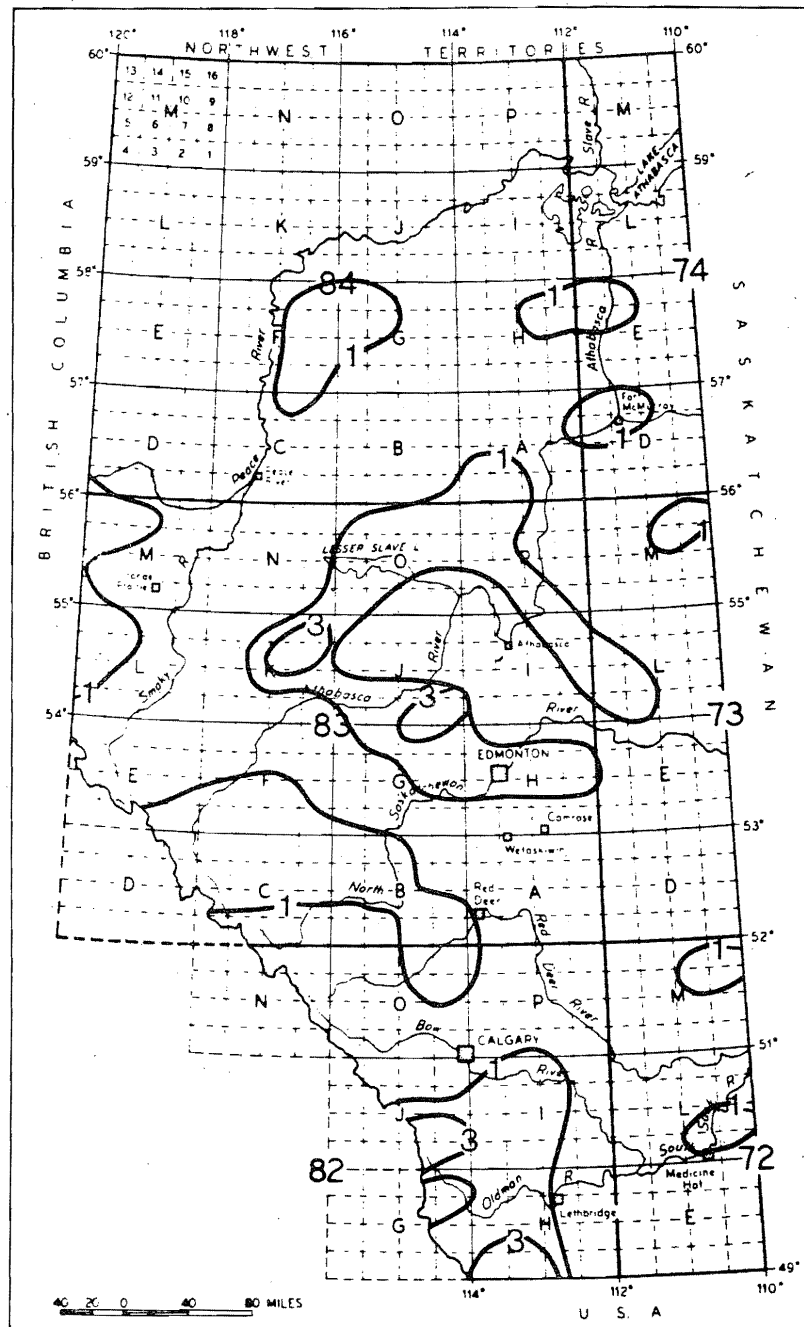 120° 118° 116° 114° 112° 110°
NORTHWEST TERRITORIES
60° 60°
13 14 15 16
12 11 10 9
5 6 7 8
4 3 2 1
M N O P M
Slave R
59° 59°
LAKE ATHABASCA
L K J I L
R
58° 84 74
1
E F G H E
River
1
Athabasca
57° 57°
Fort McMurray
1
D C B A D
Peace
Peace River
1
56° 56°
BRITISH COLUMBIA
SASKATCHEWAN
1
M N O P M
LESSER SLAVE L
R
Grande Prairie
55° 55°
3
Athabasca
River
L K J I L
Smoky
1
Athabasca
3
River
54° 83 73
EDMONTON
E F G H E
Saskatchewan
Camrose
53° 53°
Wetaskiwin
D C B A D
North
Red Deer
1
Red Deer River
52° 52°
1
N O P M
Bow
CALGARY
51° 51°
1
River
J I L
R
1
South
3
82 72
Medicine Hat
R
Oldman
Lethbridge
G H E
3
49°
40 20 0 40 80 MILES
114° 112° 110°
U. S. A